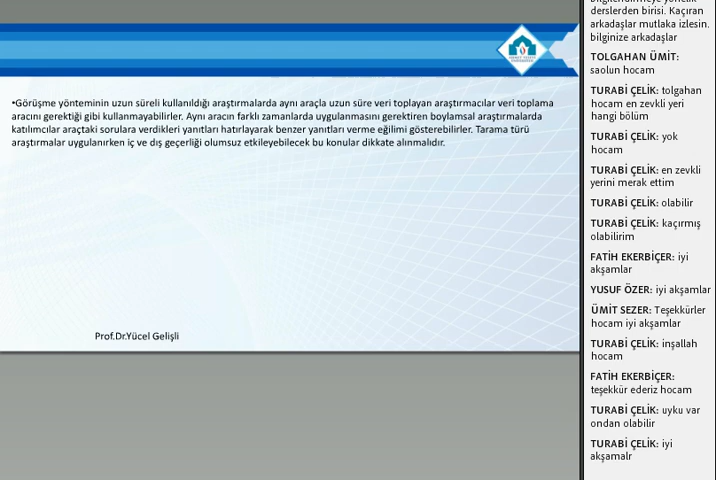 •Görüşme yönteminin uzun süreli kullanıldığı araştırmalarda aynı araçla uzun süre veri toplayan araştırmacılar veri toplama
aracını gerektiği gibi kullanmayabilirler. Aynı aracın farklı zamanlarda uygulanmasını gerektiren boylamsal araştırmalarda
katılımcılar araçtaki sorulara verdikleri yanıtları hatırlayarak benzer yanıtları verme eğilimi gösterebilirler. Tarama türü
araştırmalar uygulanırken iç ve dış geçerliği olumsuz etkileyebilecek bu konular dikkate alınmalıdır.
Prof.Dr.Yücel Gelişli
derslerden birisi. Kaçıran
arkadaşlar mutlaka izlesin.
bilginize arkadaşlar
TOLGAHAN ÜMİT:
saolun hocam
TURABİ ÇELİK: tolgahan
hocam en zevkli yeri
hangi bölüm
TURABİ ÇELİK: yok
hocam
TURABİ ÇELİK: en zevkli
yerini merak ettim
TURABİ ÇELİK: olabilir
TURABİ ÇELİK: kaçırmış
olabilirim
FATİH EKERBİÇER: iyi
akşamlar
YUSUF ÖZER: iyi akşamlar
ÜMİT SEZER: Teşekkürler
hocam iyi akşamlar
TURABİ ÇELİK: inşallah
hocam
FATİH EKERBİÇER:
teşekkür ederiz hocam
TURABİ ÇELİK: uyku var
ondan olabilir
TURABİ ÇELİK: iyi
akşamalr